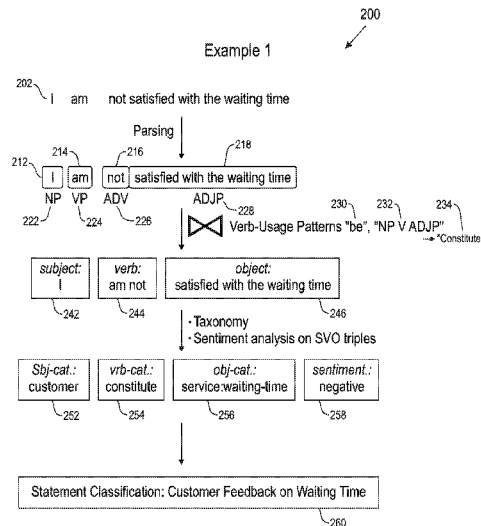 200
Example 1
202
I am not satisfied with the waiting time
Parsing
212 214 216 218
I am not satisfied with the waiting time
NP VP ADV ADJP
222 224 226 228
230 232 234
Verb-Usage Patterns "be", "NP V ADJP"
"Constitute
subject: verb: object:
I am not satisfied with the waiting time
242 244 246
· Taxonomy
· Sentiment analysis on SVO triples
Sbj-cat.: vrb-cat.: obj-cat.: sentiment.:
customer constitute service:waiting-time negative
252 254 256 258
Statement Classification: Customer Feedback on Waiting Time
260